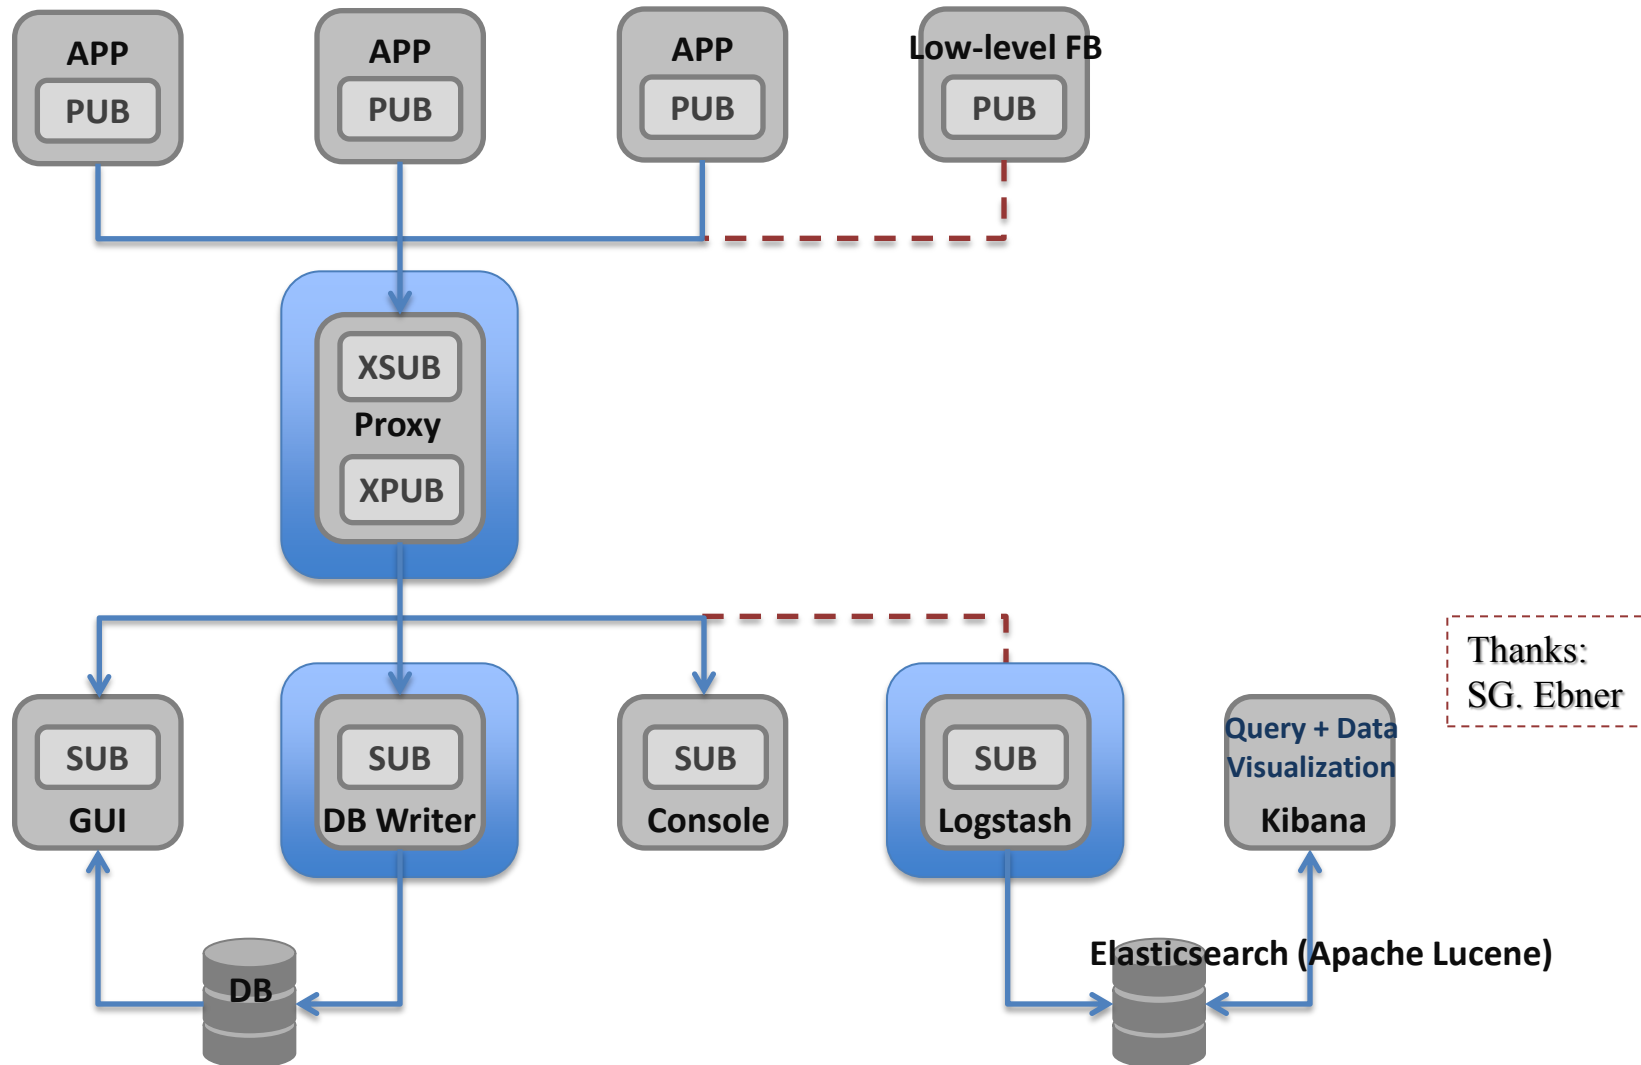 APP
PUB
APP
PUB
APP
PUB
Low-level FB
PUB
XSUB
Proxy
XPUB
SUB
GUI
SUB
DB Writer
SUB
Console
SUB
Logstash
Query + Data
Visualization
Kibana
Thanks:
SG. Ebner
DB
Elasticsearch (Apache Lucene)